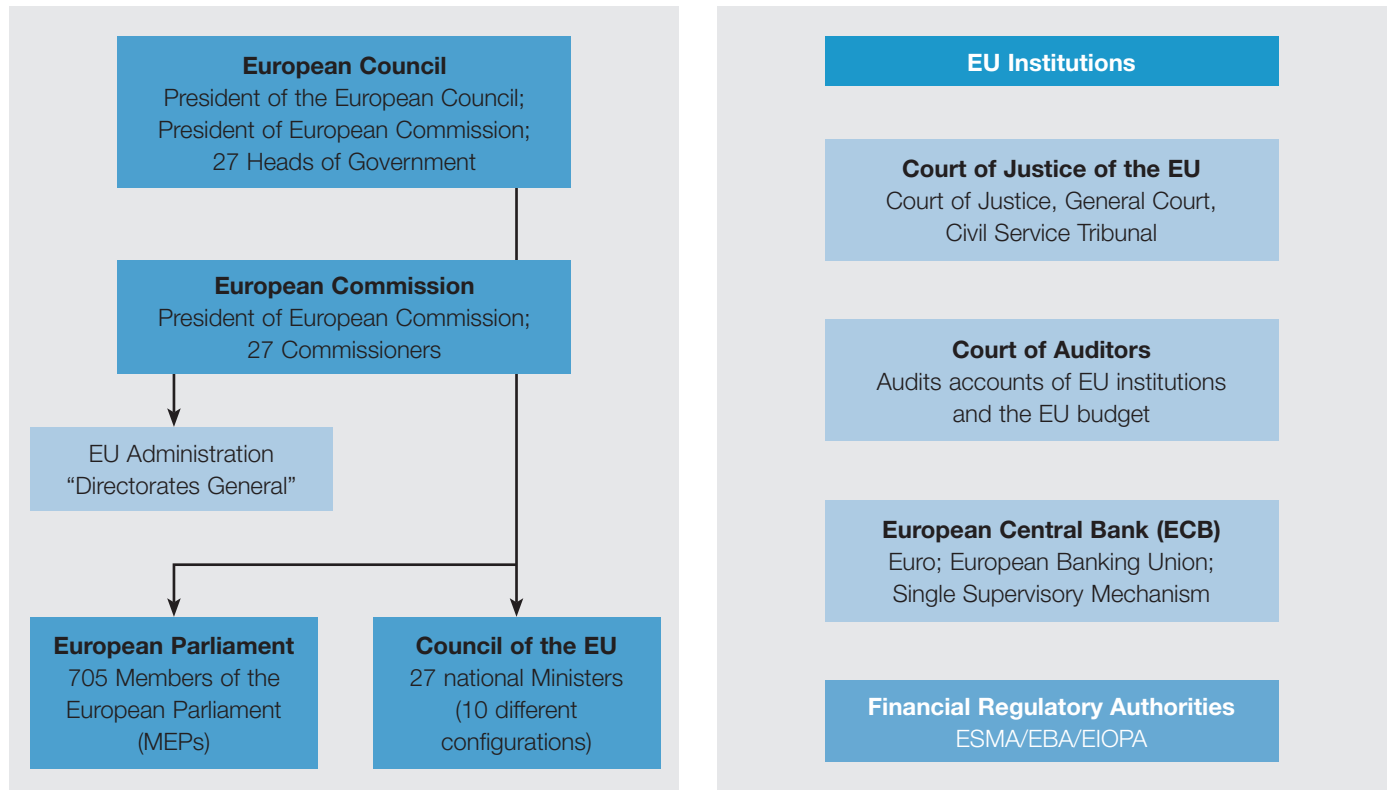 European Council
President of the European Council;
President of European Commission;
27 Heads of Government
European Commission
President of European Commission;
27 Commissioners
EU Administration
“Directorates General”
European Parliament
705 Members of the
European Parliament
(MEPs)
Council of the EU
27 national Ministers
(10 different
configurations)
EU Institutions
Court of Justice of the EU
Court of Justice, General Court,
Civil Service Tribunal
Court of Auditors
Audits accounts of EU institutions
and the EU budget
European Central Bank (ECB)
Euro; European Banking Union;
Single Supervisory Mechanism
Financial Regulatory Authorities
ESMA/EBA/EIOPA